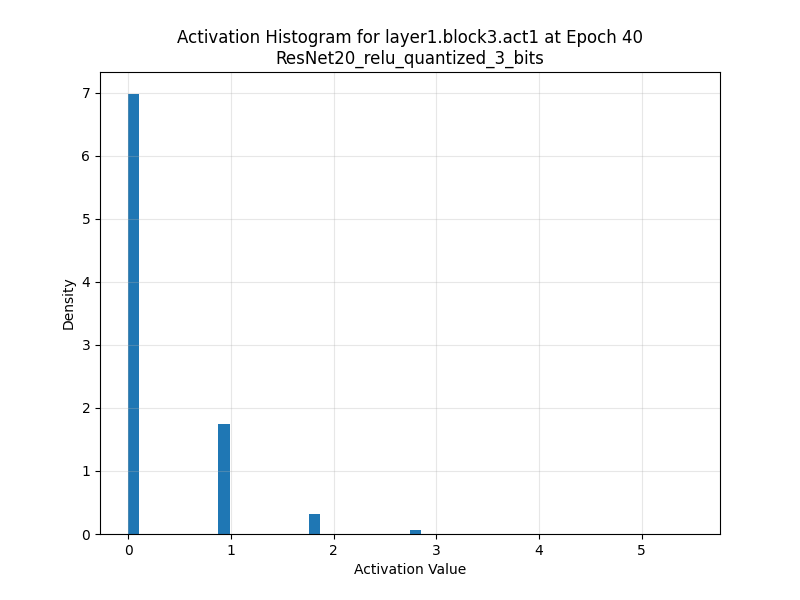 Activation Histogram for layer1.block3.act1 at Epoch 40
ResNet20_relu_quantized_3_bits
7
6
5
4
3
2
1
0
Density
0 1 2 3 4 5
Activation Value